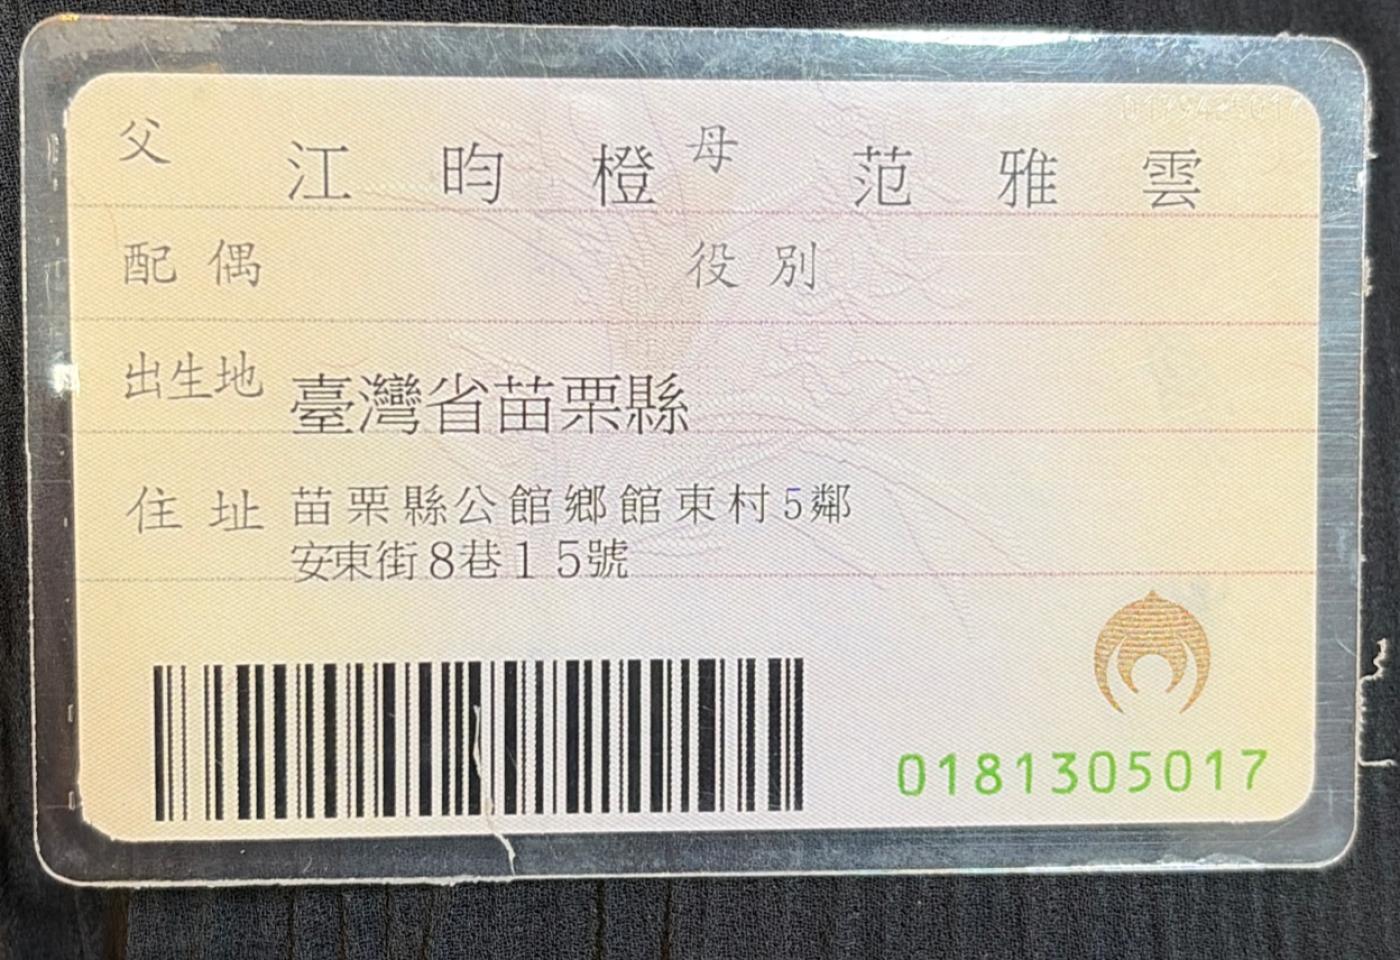 父 江昀橙 母 范雅雲
配偶 役別
出生地 臺灣省苗栗縣
住址 苗栗縣公館鄉館東村5鄰
安東街8巷15號
0181305017